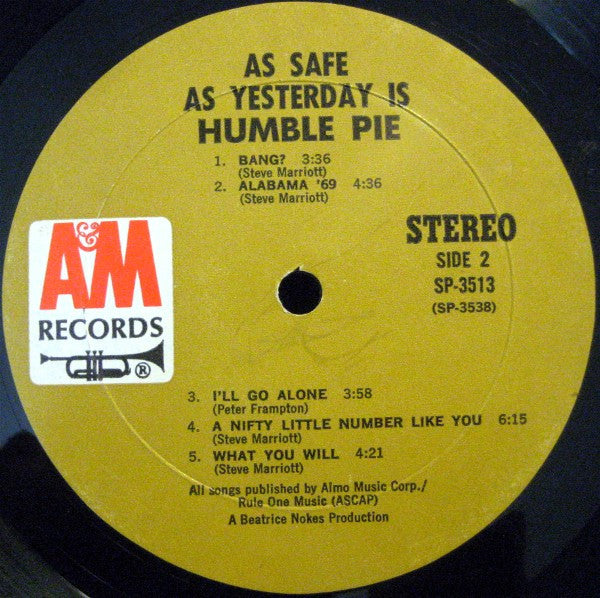 AS SAFE
AS YESTERDAY IS
HUMBLE PIE
1. BANG? 3:36
(Steve Marriott)
2. ALABAMA '69 4:36
(Steve Marriott)
A&M
RECORDS
®
STEREO
SIDE 2
SP-3513
(SP-3538)
3. I'LL GO ALONE 3:58
(Peter Frampton)
4. A NIFTY LITTLE NUMBER LIKE YOU 6:15
(Steve Marriott)
5. WHAT YOU WILL 4:21
(Steve Marriott)
All songs published by Almo Music Corp./
Rule One Music (ASCAP)
A Beatrice Nokes Production